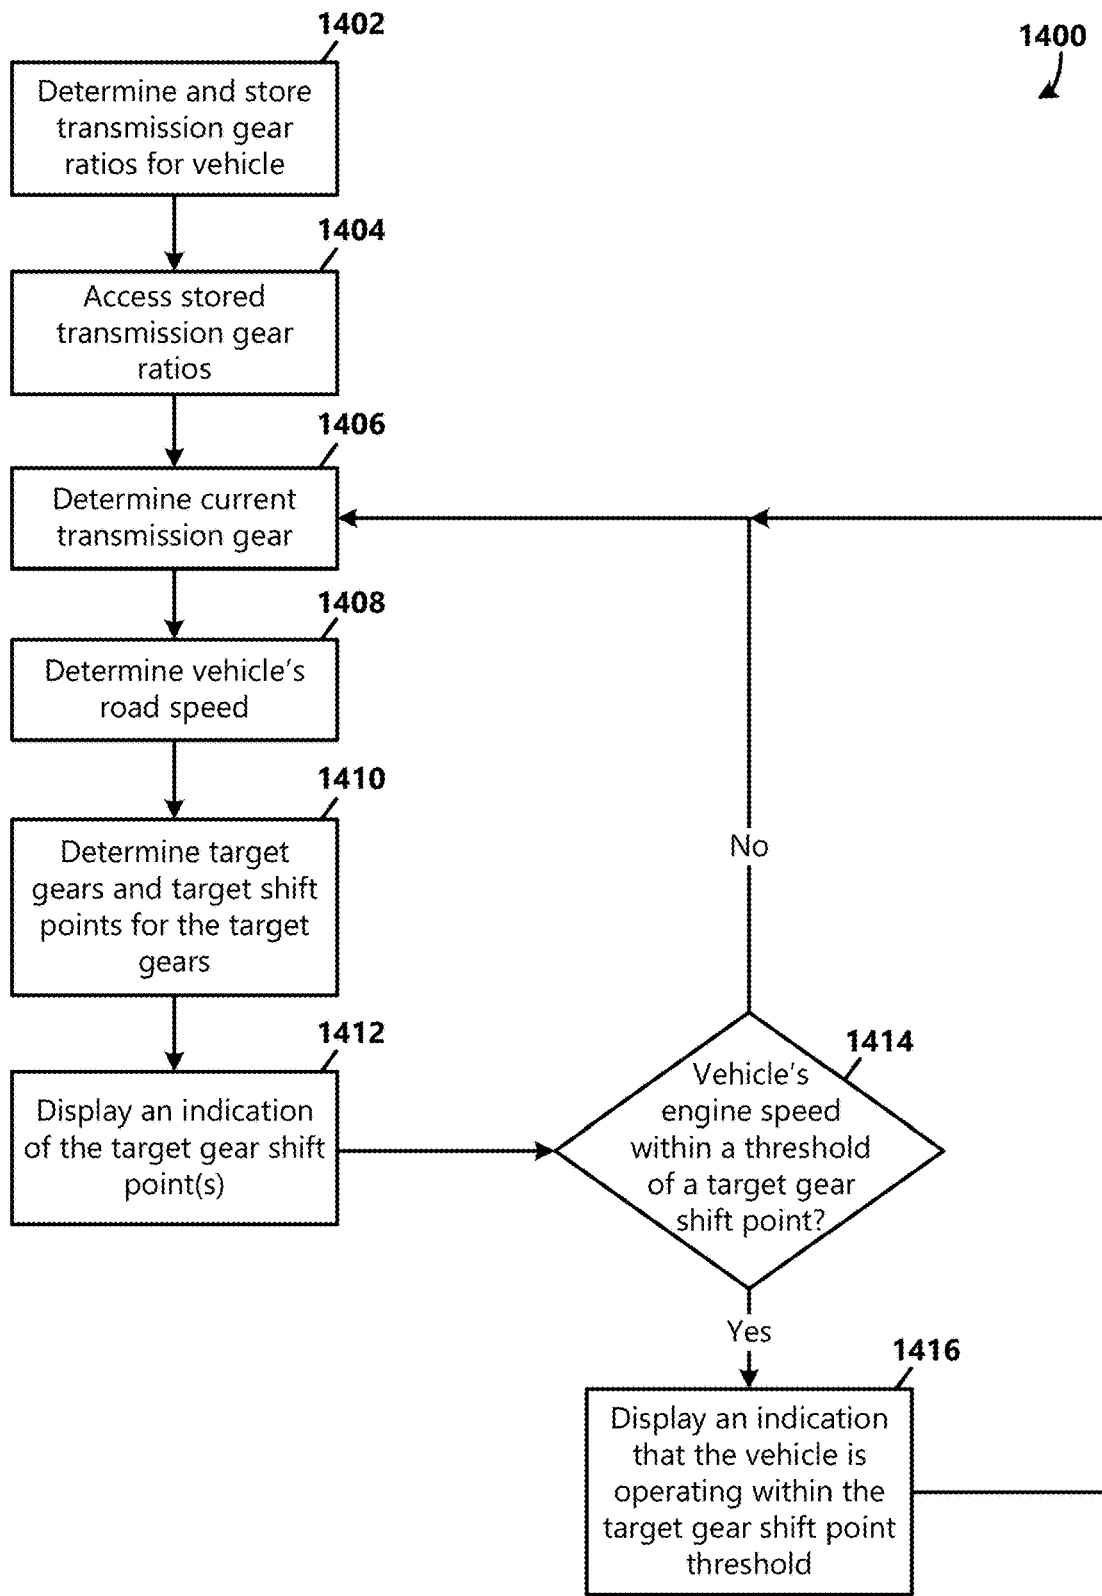 1402
1400
Determine and store
transmission gear
ratios for vehicle
1404
Access stored
transmission gear
ratios
1406
Determine current
transmission gear
1408
Determine vehicle's
road speed
1410
Determine target
gears and target shift
points for the target
gears
1412
Display an indication
of the target gear shift
point(s)
No
1414
Vehicle's
engine speed
within a threshold
of a target gear
shift point?
Yes
1416
Display an indication
that the vehicle is
operating within the
target gear shift point
threshold